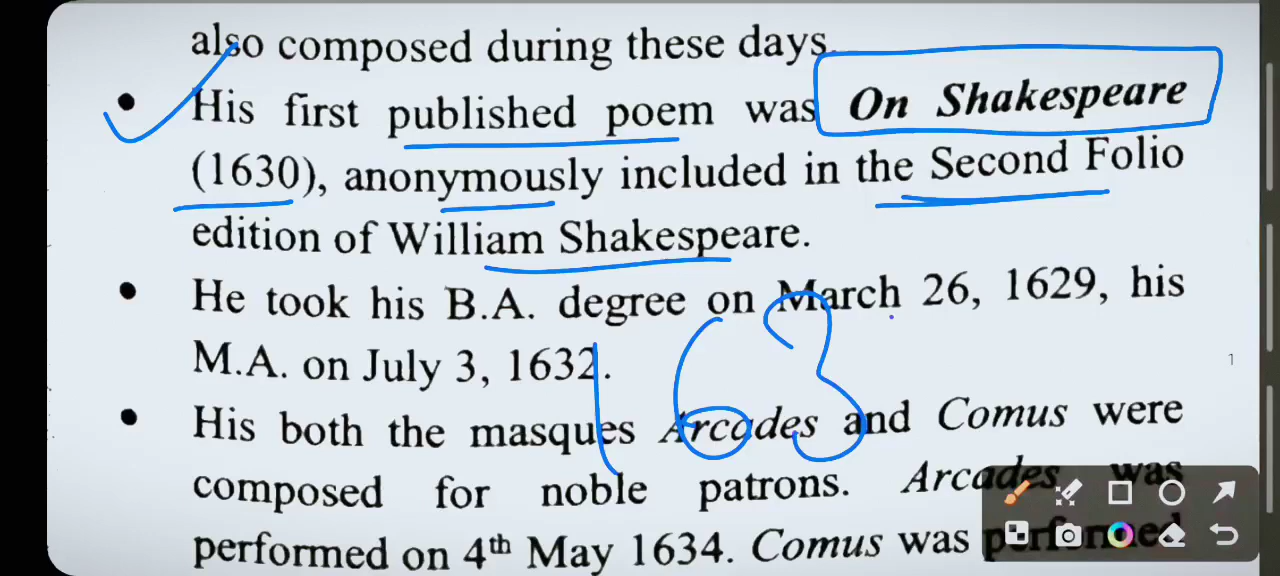 also composed during these days.
• His first published poem was On Shakespeare
(1630), anonymously included in the Second Folio
edition of William Shakespeare.
• He took his B.A. degree on March 26, 1629, his
M.A. on July 3, 1632.
163
• His both the masques Arcades and Comus were
composed for noble patrons. Arcades was
performed on 4th May 1634. Comus was performed
1